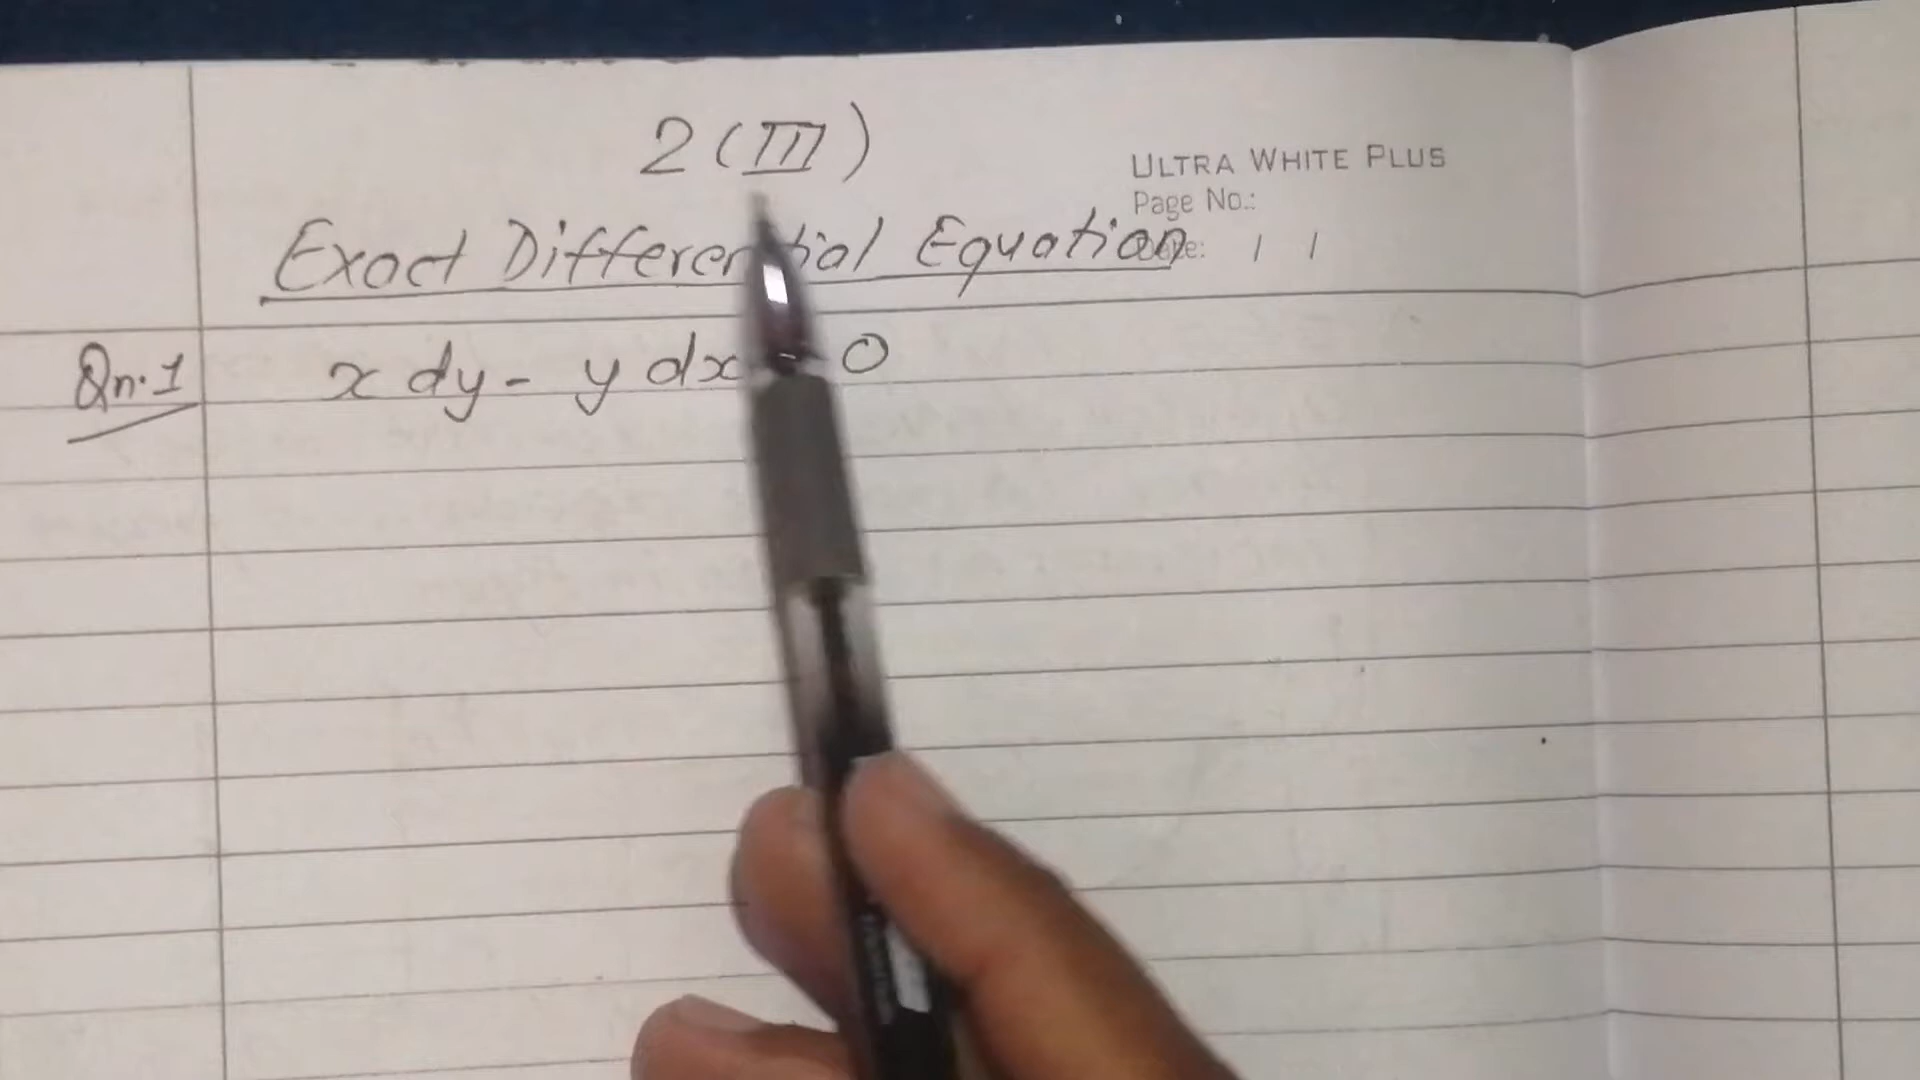 2 (III)
ULTRA WHITE PLUS
Page No.:
Exact Differential Equation
Qn.1 x dy - y dx 0